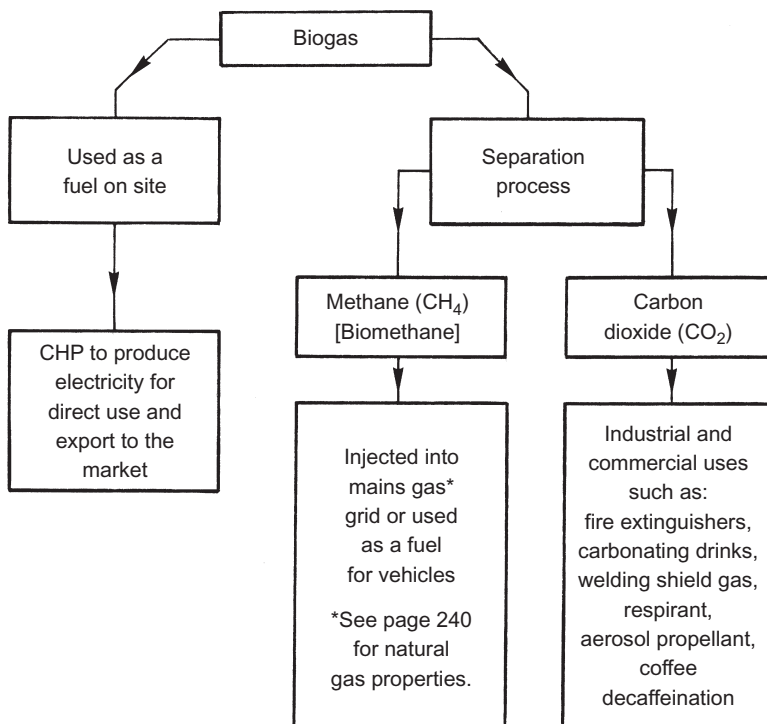 Biogas
Used as a
fuel on site
Separation
process
Methane (CH₄)
[Biomethane]
Carbon
dioxide (CO₂)
CHP to produce
electricity for
direct use and
export to the
market
Injected into
mains gas*
grid or used
as a fuel
for vehicles
*See page 240
for natural
gas properties.
Industrial and
commercial uses
such as:
fire extinguishers,
carbonating drinks,
welding shield gas,
respirant,
aerosol propellant,
coffee
decaffeination